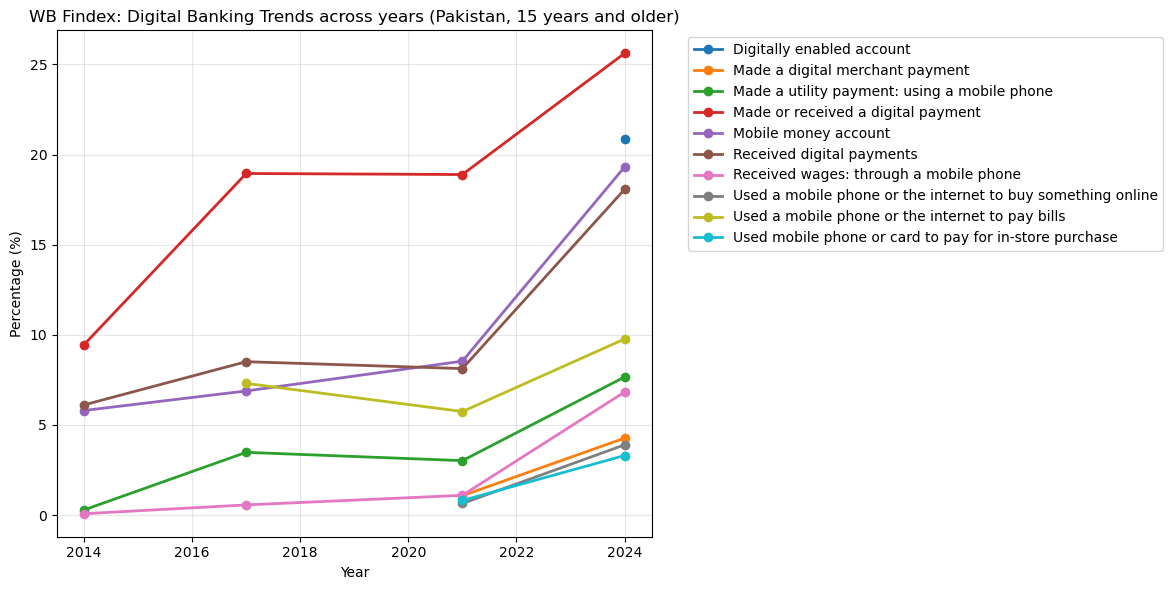 WB Findex: Digital Banking Trends across years (Pakistan, 15 years and older)
Percentage (%)
25
20
15
10
5
0
2014
2016
2018
2020
2022
2024
Year
Digitally enabled account
Made a digital merchant payment
Made a utility payment: using a mobile phone
Made or received a digital payment
Mobile money account
Received digital payments
Received wages: through a mobile phone
Used a mobile phone or the internet to buy something online
Used a mobile phone or the internet to pay bills
Used mobile phone or card to pay for in-store purchase